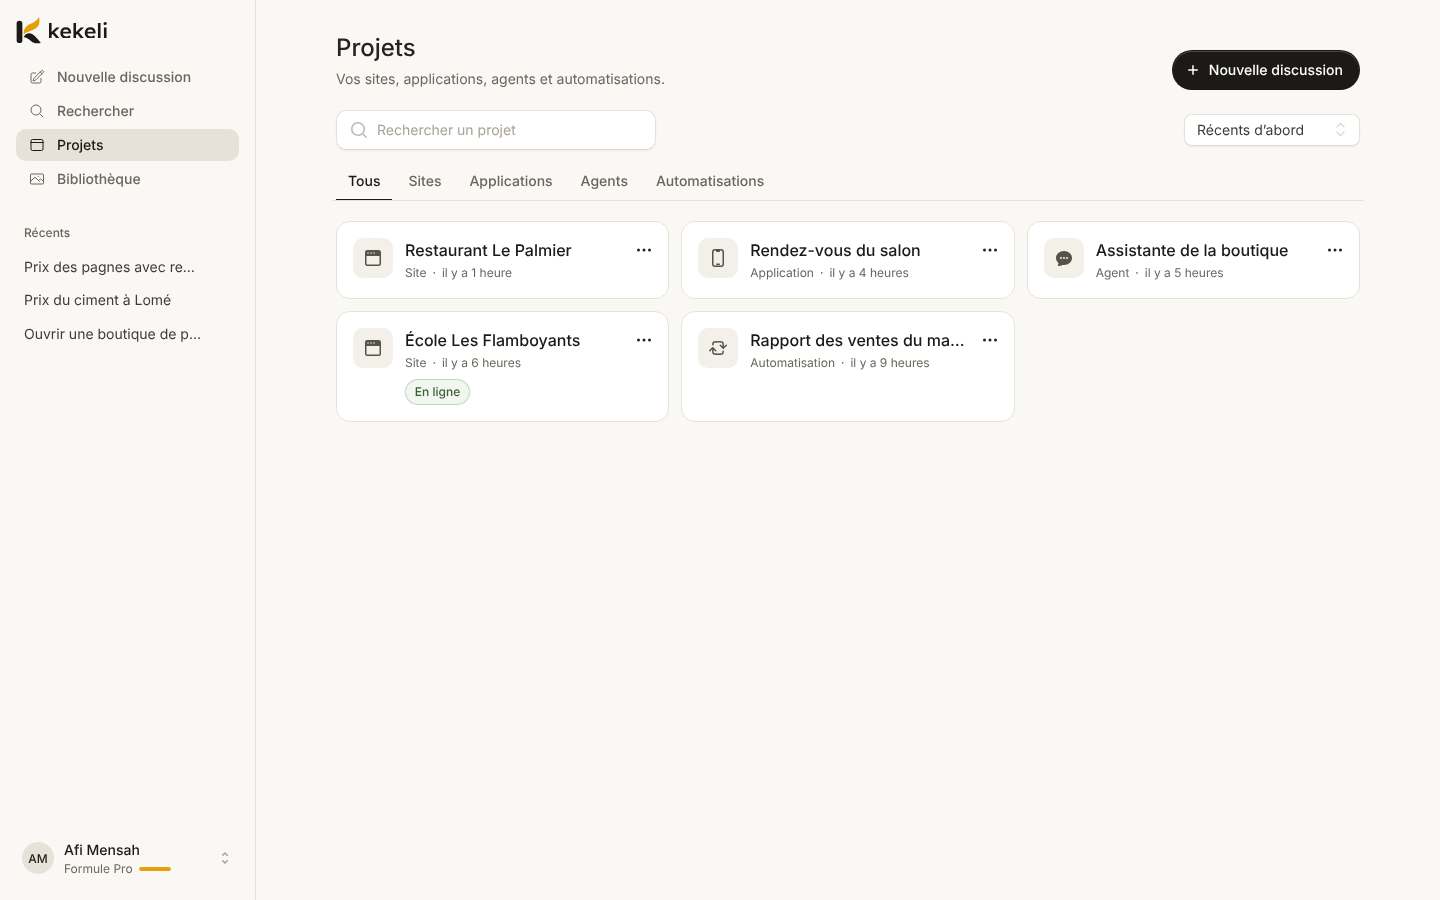 kekeli
Nouvelle discussion
Rechercher
Projets
Bibliothèque
Récents
Prix des pagnes avec re...
Prix du ciment à Lomé
Ouvrir une boutique de p...
AM
Afi Mensah
Formule Pro
Projets
Vos sites, applications, agents et automatisations.
+ Nouvelle discussion
Rechercher un projet
Récents d’abord
Tous
Sites
Applications
Agents
Automatisations
Restaurant Le Palmier
Site · il y a 1 heure
Rendez-vous du salon
Application · il y a 4 heures
Assistante de la boutique
Agent · il y a 5 heures
École Les Flamboyants
Site · il y a 6 heures
En ligne
Rapport des ventes du ma...
Automatisation · il y a 9 heures